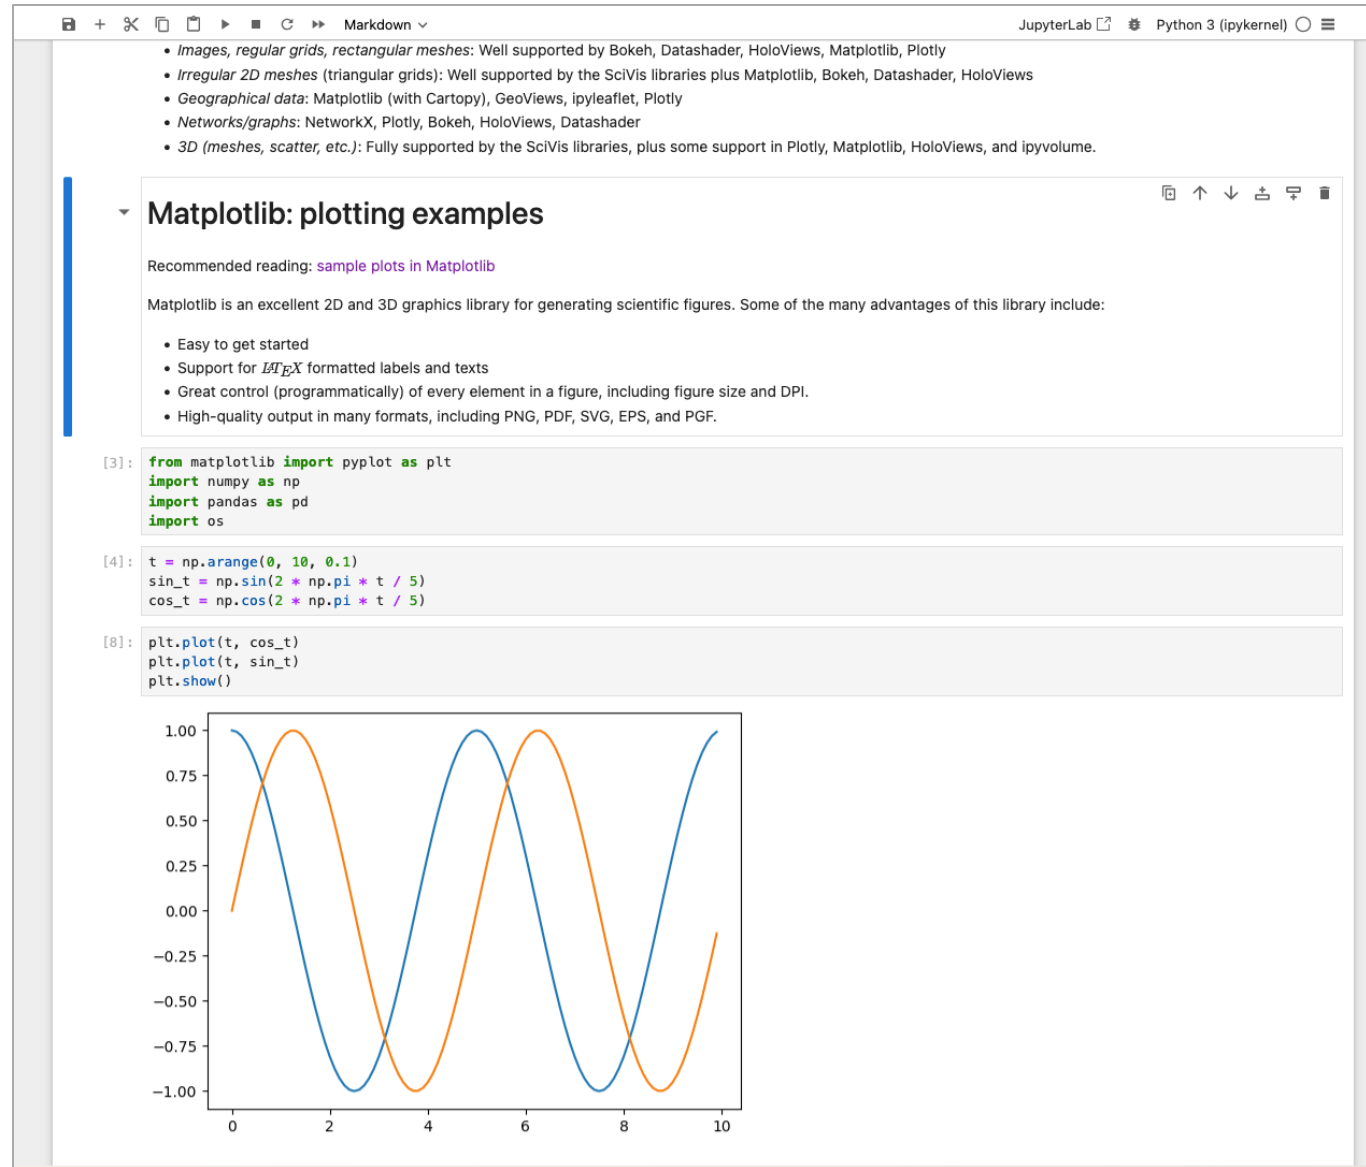 Markdown
JupyterLab
Python 3 (ipykernel)
• Images, regular grids, rectangular meshes: Well supported by Bokeh, Datashader, HoloViews, Matplotlib, Plotly
• Irregular 2D meshes (triangular grids): Well supported by the SciVis libraries plus Matplotlib, Bokeh, Datashader, HoloViews
• Geographical data: Matplotlib (with Cartopy), GeoViews, ipyleaflet, Plotly
• Networks/graphs: NetworkX, Plotly, Bokeh, HoloViews, Datashader
• 3D (meshes, scatter, etc.): Fully supported by the SciVis libraries, plus some support in Plotly, Matplotlib, HoloViews, and ipyvolume.
Matplotlib: plotting examples
Recommended reading: sample plots in Matplotlib
Matplotlib is an excellent 2D and 3D graphics library for generating scientific figures. Some of the many advantages of this library include:
• Easy to get started
• Support for LATEX formatted labels and texts
• Great control (programmatically) of every element in a figure, including figure size and DPI.
• High-quality output in many formats, including PNG, PDF, SVG, EPS, and PGF.
[3]: from matplotlib import pyplot as plt
import numpy as np
import pandas as pd
import os
[4]: t = np.arange(0, 10, 0.1)
sin_t = np.sin(2 * np.pi * t / 5)
cos_t = np.cos(2 * np.pi * t / 5)
[8]: plt.plot(t, cos_t)
plt.plot(t, sin_t)
plt.show()
1.00
0.75
0.50
0.25
0.00
−0.25
−0.50
−0.75
−1.00
0 2 4 6 8 10